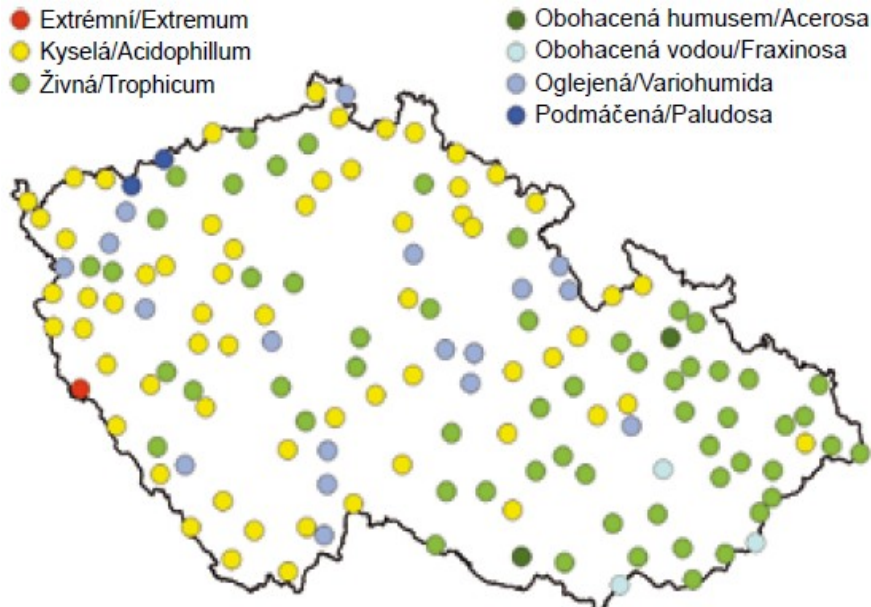 Extrémní/Extremum
Kyselá/Acidophillum
Živná/Trophicum
Obohacená humusem/Acerosa
Obohacená vodou/Fraxinosa
Oglejená/Variohumida
Podmáčená/Paludosa